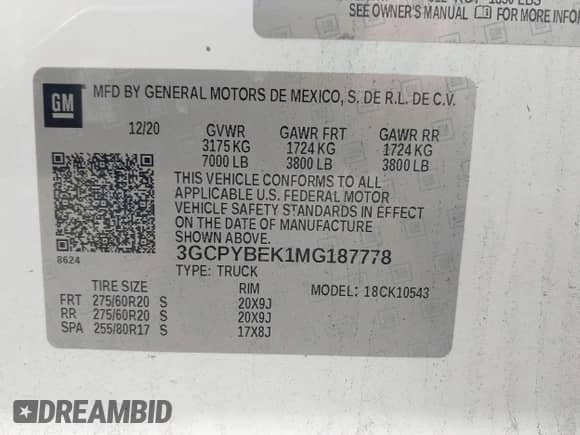 SEE OWNER'S MANUAL FOR MORE INFOR
GM
MFD BY GENERAL MOTORS DE MEXICO, S. DE R.L. DE C.V.
12/20 GVWR GAWR FRT GAWR RR
3175 KG 1724 KG 1724 KG
7000 LB 3800 LB 3800 LB
THIS VEHICLE CONFORMS TO ALL
APPLICABLE U.S. FEDERAL MOTOR
VEHICLE SAFETY STANDARDS IN EFFECT
ON THE DATE OF MANUFACTURE
SHOWN ABOVE.
8624
3GCPYBEK1MG187778
TYPE: TRUCK
TIRE SIZE RIM MODEL: 18CK10543
FRT 275/60R20 S 20X9J
RR 275/60R20 S 20X9J
SPA 255/80R17 S 17X8J
DREAMBID